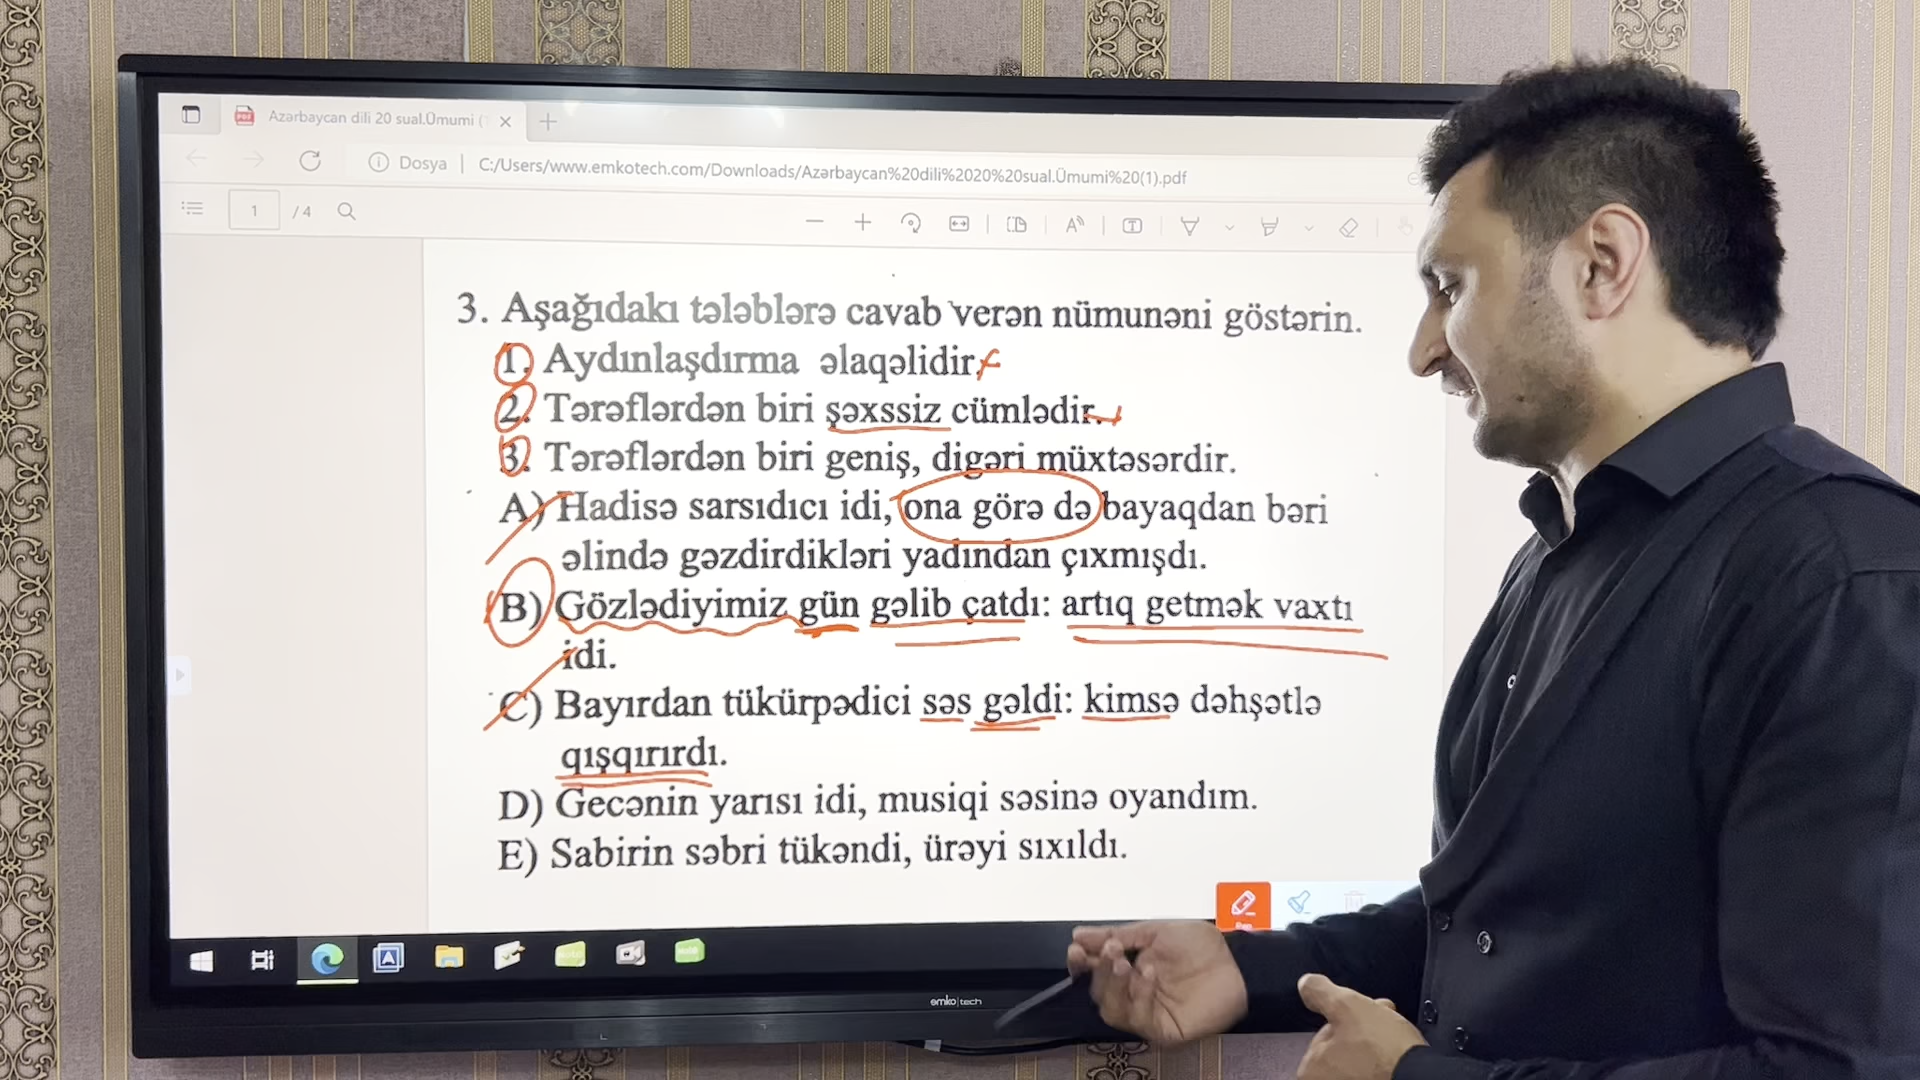 Azərbaycan dili 20 sual.Ümumi (
Dosya | C:/Users/www.emkotech.com/Downloads/Azərbaycan%20dili%2020%20sual.Ümumi%20(1).pdf
1 / 4
3. Aşağıdakı tələblərə cavab verən nümunəni göstərin.
1. Aydınlaşdırma əlaqəlidir.
2. Tərəflərdən biri şəxssiz cümlədir.
3. Tərəflərdən biri geniş, digəri müxtəsərdir.
A) Hadisə sarsıdıcı idi, ona görə də bayaqdan bəri
əlində gəzdirdikləri yadından çıxmışdı.
B) Gözlədiyimiz gün gəlib çatdı: artıq getmək vaxtı
idi.
C) Bayırdan tükürpədici səs gəldi: kimsə dəhşətlə
qışqırırdı.
D) Gecənin yarısı idi, musiqi səsinə oyandım.
E) Sabirin səbri tükəndi, ürəyi sıxıldı.
emko|tech